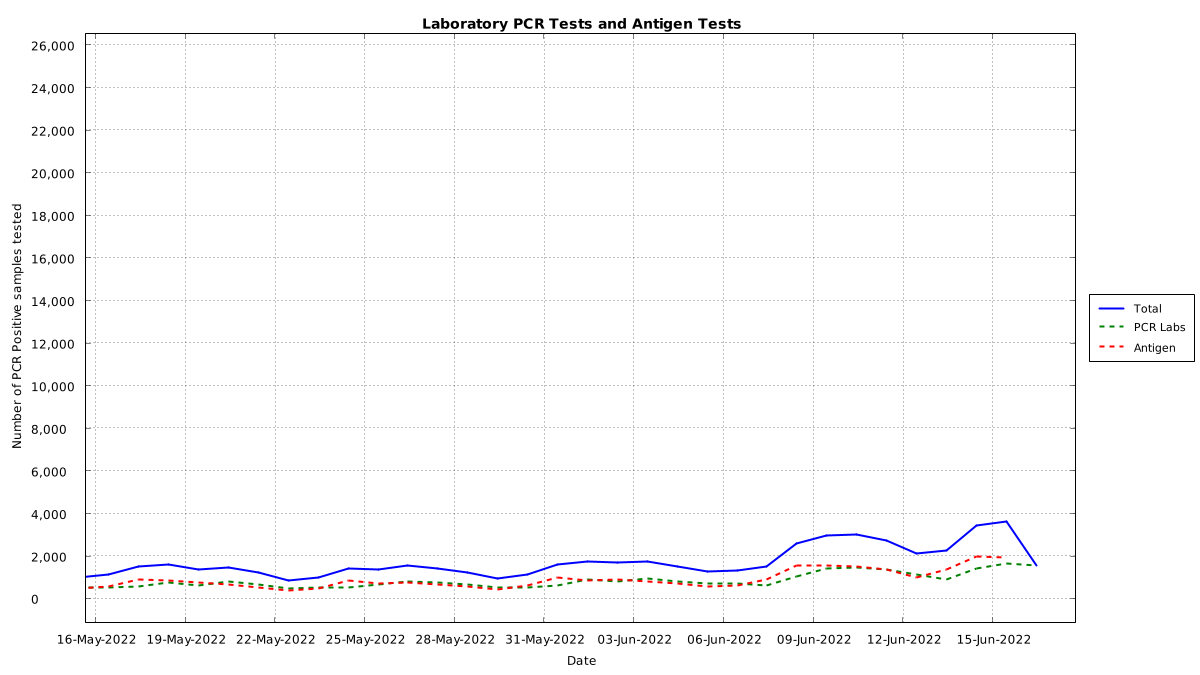 Laboratory PCR Tests and Antigen Tests
Number of PCR Positive samples tested
26,000
24,000
22,000
20,000
18,000
16,000
14,000
12,000
10,000
8,000
6,000
4,000
2,000
0
16-May-2022 19-May-2022 22-May-2022 25-May-2022 28-May-2022 31-May-2022 03-Jun-2022 06-Jun-2022 09-Jun-2022 12-Jun-2022 15-Jun-2022
Date
Total
PCR Labs
Antigen